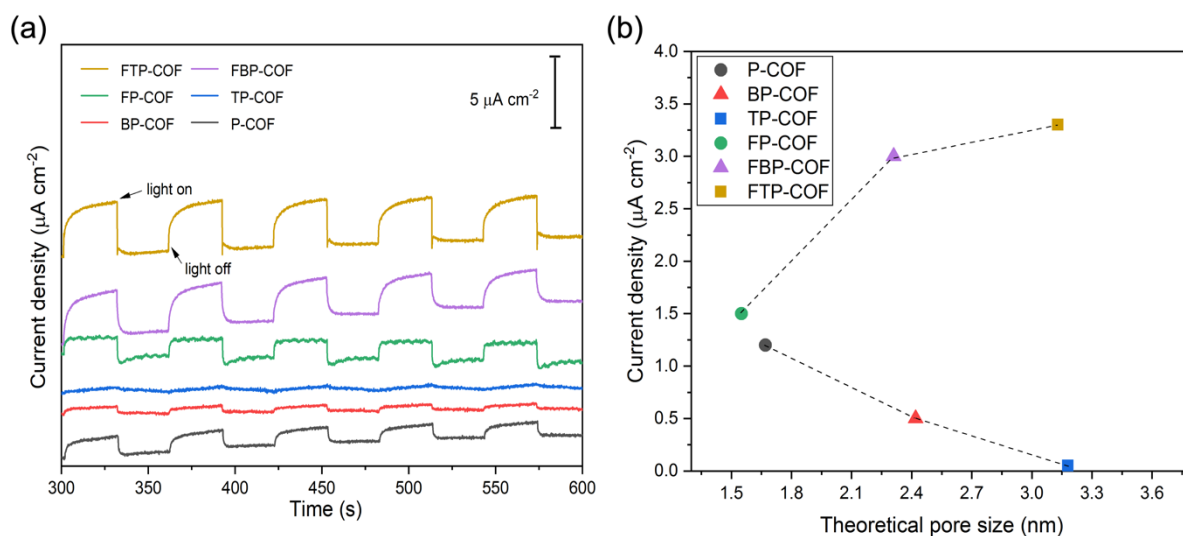 (a)
FTP-COF
FBP-COF
FP-COF
TP-COF
BP-COF
P-COF
5 μA cm⁻²
light on
light off
Current density (μA cm⁻²)
300 350 400 450 500 550 600
Time (s)
(b)
4.0
3.5
3.0
2.5
2.0
1.5
1.0
0.5
0.0
P-COF
BP-COF
TP-COF
FP-COF
FBP-COF
FTP-COF
Current density (μA cm⁻²)
1.5 1.8 2.1 2.4 2.7 3.0 3.3 3.6
Theoretical pore size (nm)